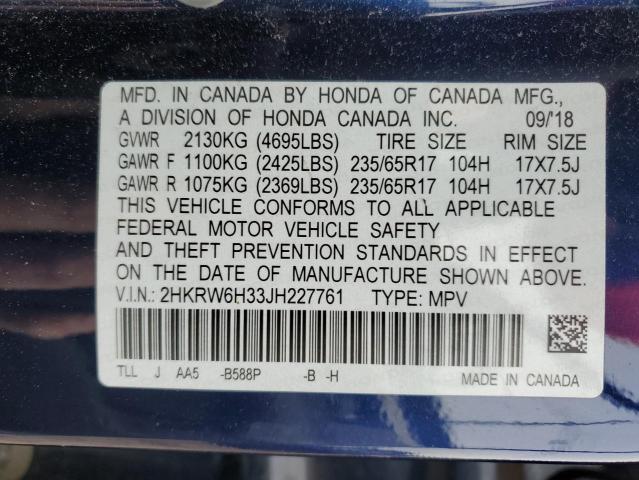 MFD. IN CANADA BY HONDA OF CANADA MFG.,
A DIVISION OF HONDA CANADA INC. 09/18
GVWR 2130KG (4695LBS) TIRE SIZE RIM SIZE
GAWR F 1100KG (2425LBS) 235/65R17 104H 17X7.5J
GAWR R 1075KG (2369LBS) 235/65R17 104H 17X7.5J
THIS VEHICLE CONFORMS TO ALL APPLICABLE
FEDERAL MOTOR VEHICLE SAFETY
AND THEFT PREVENTION STANDARDS IN EFFECT
ON THE DATE OF MANUFACTURE SHOWN ABOVE.
V.I.N.: 2HKRW6H33JH227761 TYPE: MPV
TLL J AA5 -B588P -B -H MADE IN CANADA